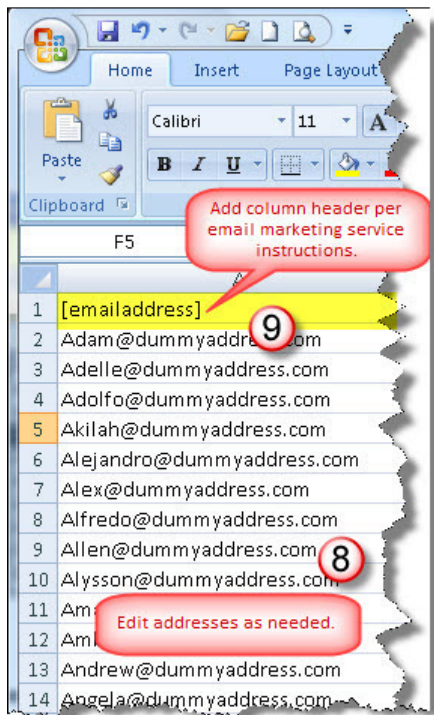 Home Insert Page Layout
Calibri 11 A
Paste B I U
Clipboard
Add column header per
email marketing service
instructions.
F5
1 [emailaddress]
9
2
3 Adelle@dummyaddress.com
4 Adolfo@dummyaddress.com
5 Akilah@dummyaddress.com
6 Alejandro@dummyaddress.com
7 Alex@dummyaddress.com
8 Alfredo@dummyaddress.com
9 Allen@dummyaddress.com
8
10 Alysson@dummyaddress.com
11
Edit addresses as needed.
12
13 Andrew@dummyaddress.com
14 Angela@dummyaddress.com